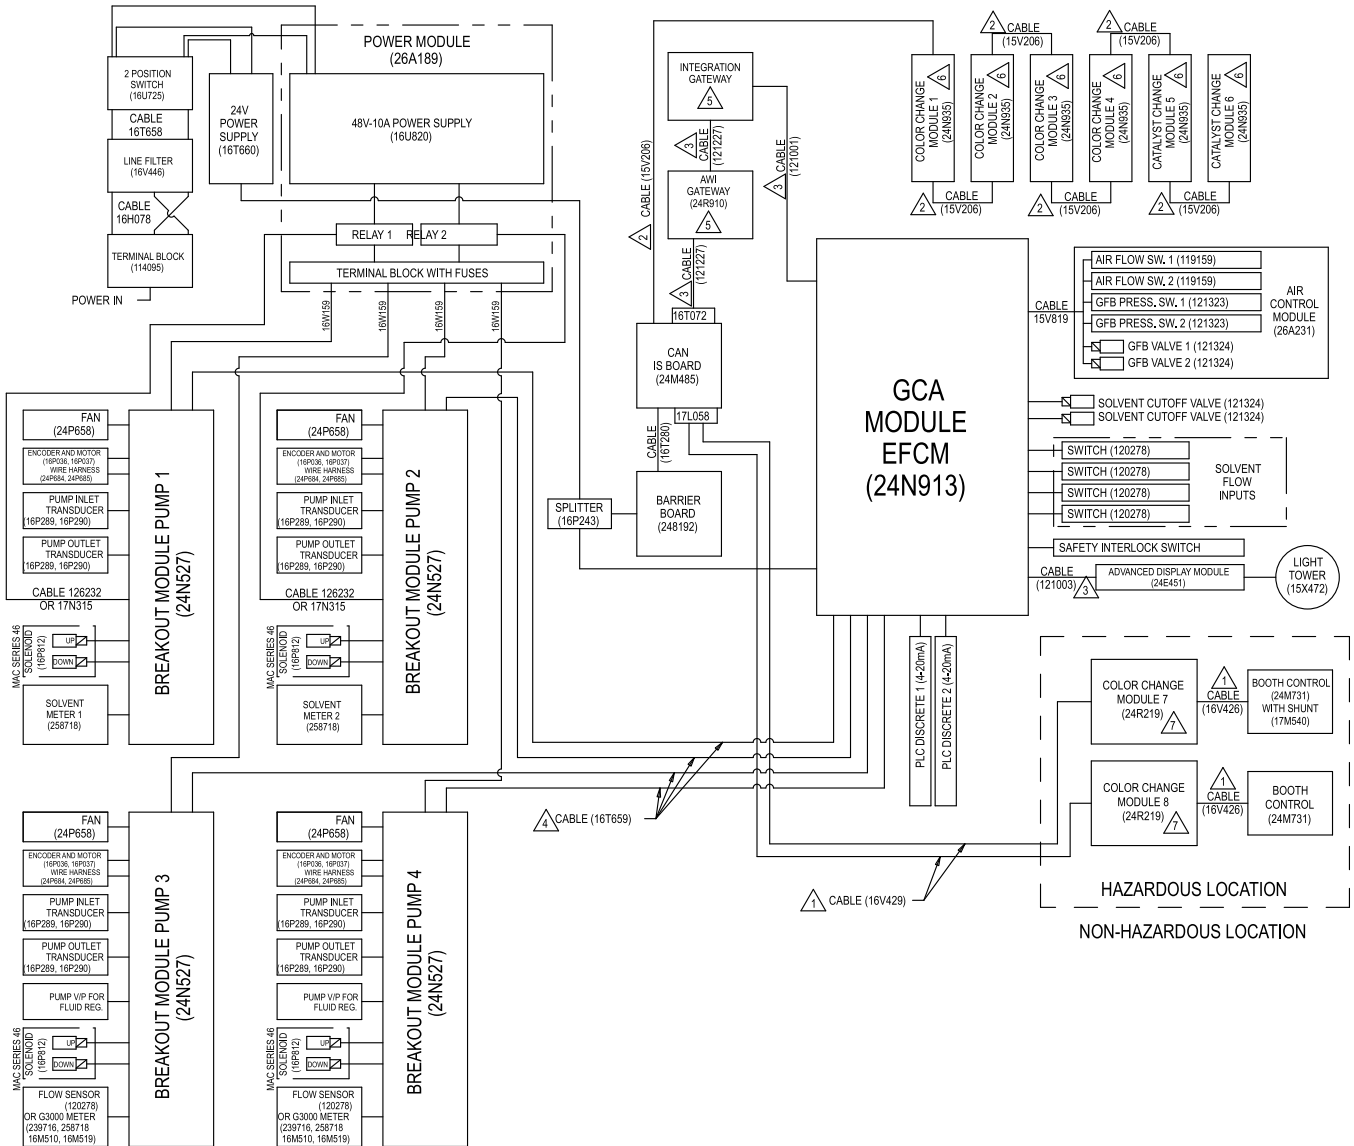 POWER MODULE
(26A189)
2 POSITION
SWITCH
(16U725)
CABLE
16T658
LINE FILTER
(16V446)
CABLE
16H078
TERMINAL BLOCK
(114095)
POWER IN
24V
POWER
SUPPLY
(16T660)
48V-10A POWER SUPPLY
(16U820)
RELAY 1
RELAY 2
TERMINAL BLOCK WITH FUSES
16W159
16W159
16W159
16W159
INTEGRATION
GATEWAY
5
3
CABLE
(121227)
AWI
GATEWAY
(24R910)
5
3
CABLE
(121227)
3
CABLE
(121001)
2
CABLE (15V206)
16T072
CAN
IS BOARD
(24M485)
17L058
CABLE
(16T280)
BARRIER
BOARD
(248192)
SPLITTER
(16P243)
2
CABLE
(15V206)
2
CABLE
(15V206)
COLOR CHANGE
MODULE 1
(24N935)
6
COLOR CHANGE
MODULE 2
(24N935)
6
COLOR CHANGE
MODULE 3
(24N935)
6
COLOR CHANGE
MODULE 4
(24N935)
6
CATALYST CHANGE
MODULE 5
(24N935)
6
CATALYST CHANGE
MODULE 6
(24N935)
6
2
CABLE
(15V206)
2
CABLE
(15V206)
2
CABLE
(15V206)
GCA
MODULE
EFCM
(24N913)
CABLE
15V819
AIR FLOW SW. 1 (119159)
AIR FLOW SW. 2 (119159)
GFB PRESS. SW. 1 (121323)
GFB PRESS. SW. 2 (121323)
GFB VALVE 1 (121324)
GFB VALVE 2 (121324)
AIR
CONTROL
MODULE
(26A231)
SOLVENT CUTOFF VALVE (121324)
SOLVENT CUTOFF VALVE (121324)
SWITCH (120278)
SWITCH (120278)
SWITCH (120278)
SWITCH (120278)
SOLVENT
FLOW
INPUTS
SAFETY INTERLOCK SWITCH
CABLE
(121003)
3
ADVANCED DISPLAY MODULE
(24E451)
LIGHT
TOWER
(15X472)
PLC DISCRETE 1 (4-20mA)
PLC DISCRETE 2 (4-20mA)
COLOR CHANGE
MODULE 7
(24R219)
7
1
CABLE
(16V426)
BOOTH CONTROL
(24M731)
WITH SHUNT
(17M540)
COLOR CHANGE
MODULE 8
(24R219)
7
1
CABLE
(16V426)
BOOTH
CONTROL
(24M731)
HAZARDOUS LOCATION
NON-HAZARDOUS LOCATION
4
CABLE (16T659)
1
CABLE (16V429)
FAN
(24P658)
ENCODER AND MOTOR
(16P036, 16P037)
WIRE HARNESS
(24P684, 24P685)
PUMP INLET
TRANSDUCER
(16P289, 16P290)
PUMP OUTLET
TRANSDUCER
(16P289, 16P290)
CABLE 126232
OR 17N315
MAC SERIES 46
SOLENOID
(16P812)
UP
DOWN
SOLVENT
METER 1
(258718)
BREAKOUT MODULE PUMP 1
(24N527)
FAN
(24P658)
ENCODER AND MOTOR
(16P036, 16P037)
WIRE HARNESS
(24P684, 24P685)
PUMP INLET
TRANSDUCER
(16P289, 16P290)
PUMP OUTLET
TRANSDUCER
(16P289, 16P290)
CABLE 126232
OR 17N315
MAC SERIES 46
SOLENOID
(16P812)
UP
DOWN
SOLVENT
METER 2
(258718)
BREAKOUT MODULE PUMP 2
(24N527)
FAN
(24P658)
ENCODER AND MOTOR
(16P036, 16P037)
WIRE HARNESS
(24P684, 24P685)
PUMP INLET
TRANSDUCER
(16P289, 16P290)
PUMP OUTLET
TRANSDUCER
(16P289, 16P290)
PUMP V/P FOR
FLUID REG.
MAC SERIES 46
SOLENOID
(16P812)
UP
DOWN
FLOW SENSOR
(120278)
OR G3000 METER
(239716, 258718
16M510, 16M519)
BREAKOUT MODULE PUMP 3
(24N527)
FAN
(24P658)
ENCODER AND MOTOR
(16P036, 16P037)
WIRE HARNESS
(24P684, 24P685)
PUMP INLET
TRANSDUCER
(16P289, 16P290)
PUMP OUTLET
TRANSDUCER
(16P289, 16P290)
PUMP V/P FOR
FLUID REG.
MAC SERIES 46
SOLENOID
(16P812)
UP
DOWN
FLOW SENSOR
(120278)
OR G3000 METER
(239716, 258718
16M510, 16M519)
BREAKOUT MODULE PUMP 4
(24N527)